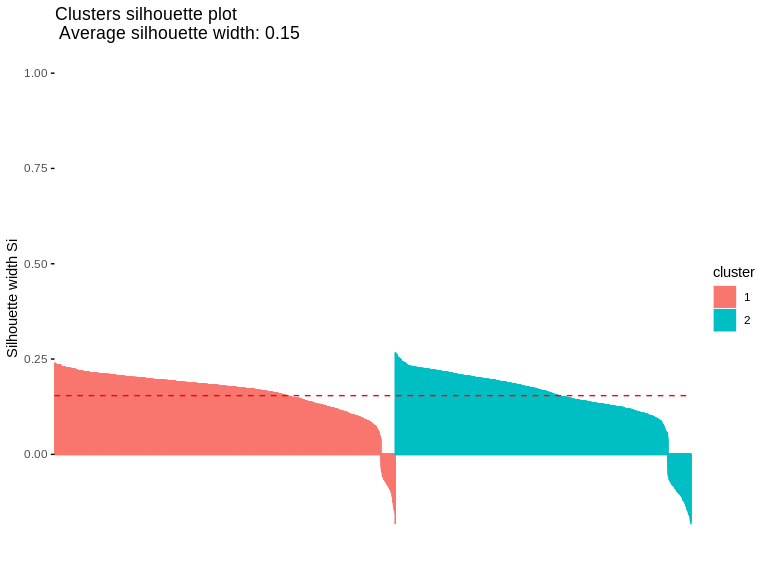 Clusters silhouette plot
Average silhouette width: 0.15
1.00
0.75
0.50
0.25
0.00
Silhouette width Si
cluster
1
2